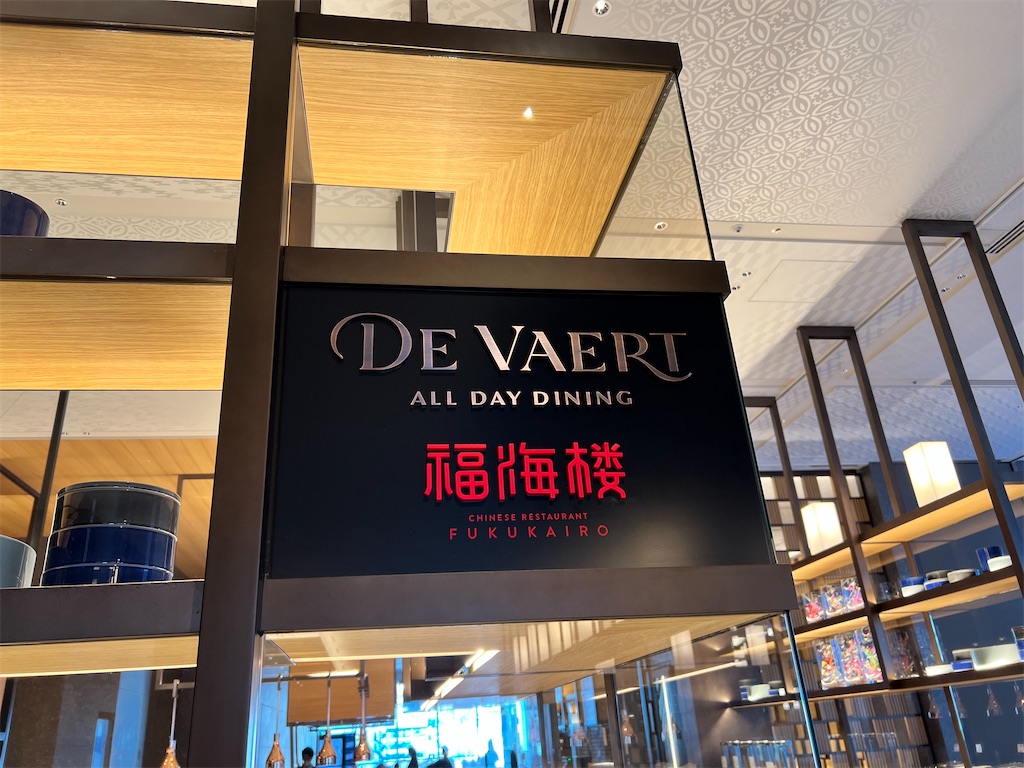 DE VAERT
ALL DAY DINING
福海楼
CHINESE RESTAURANT
FUKUKAIRO